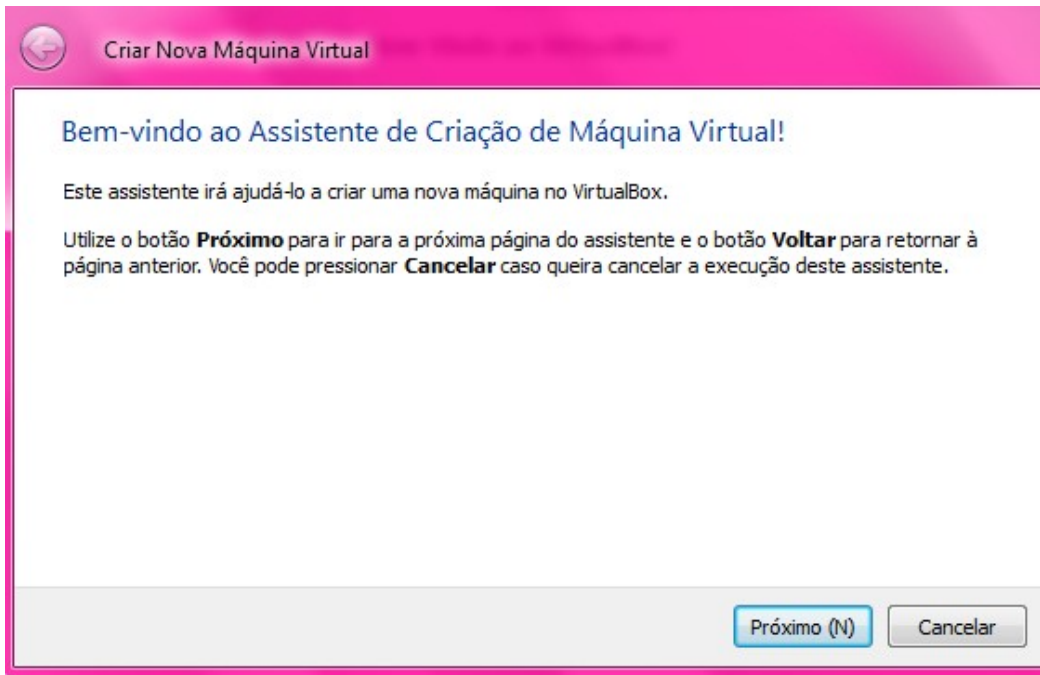 Criar Nova Máquina Virtual
Bem-vindo ao Assistente de Criação de Máquina Virtual!
Este assistente irá ajudá-lo a criar uma nova máquina no VirtualBox.
Utilize o botão Próximo para ir para a próxima página do assistente e o botão Voltar para retornar à
página anterior. Você pode pressionar Cancelar caso queira cancelar a execução deste assistente.
Próximo (N)
Cancelar